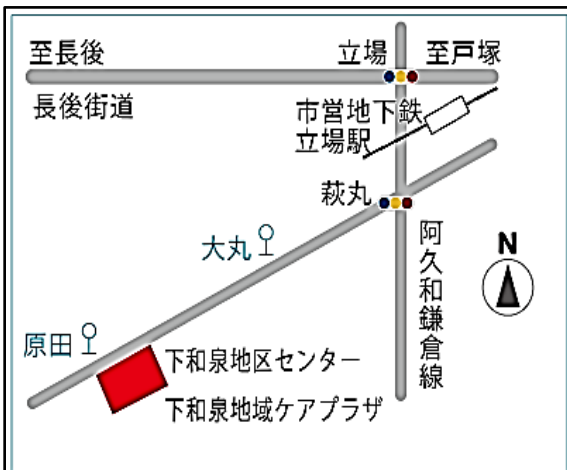 至長後
立場
至戸塚
長後街道
市営地下鉄
立場駅
萩丸
大丸
阿久和鎌倉線
N
原田
下和泉地区センター
下和泉地域ケアプラザ